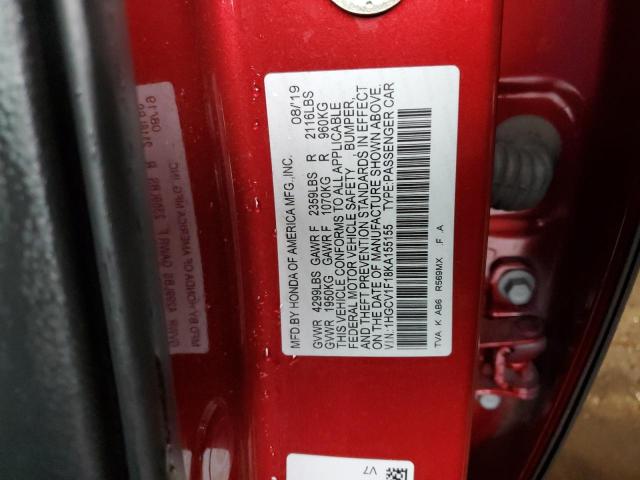 MFD.BY HONDA OF AMERICA MFG.,INC. 08/19
GVWR 4299LBS GAWR F 2359LBS R 2116LBS
GVWR 1950KG GAWR F 1070KG R 960KG
THIS VEHICLE CONFORMS TO ALL APPLICABLE
FEDERAL MOTOR VEHICLE SAFETY BUMPER,
AND THEFT PREVENTION STANDARDS IN EFFECT
ON THE DATE OF MANUFACTURE SHOWN ABOVE.
V.I.N:1HGCV1F18KA155155 TYPE:PASSENGER CAR
TVA K AB6 R569MX F A
V7